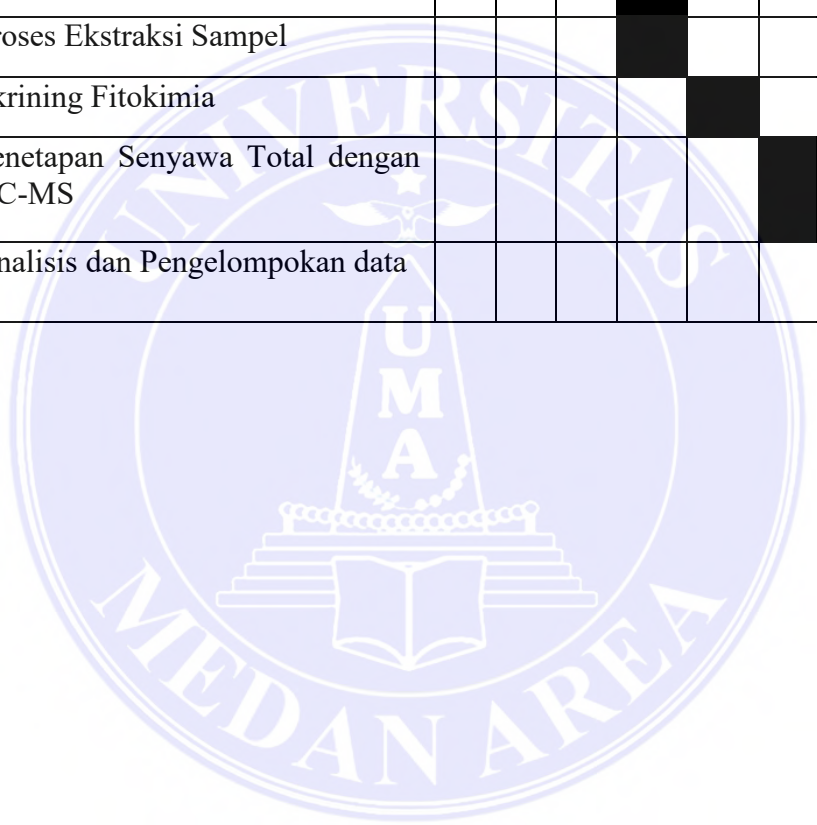 roses Ekstraksi Sampel
krining Fitokimia
enetapan Senyawa Total dengan
C-MS
nalisis dan Pengelompokan data
UNIVERSITAS
U
M
A
MEDAN AREA